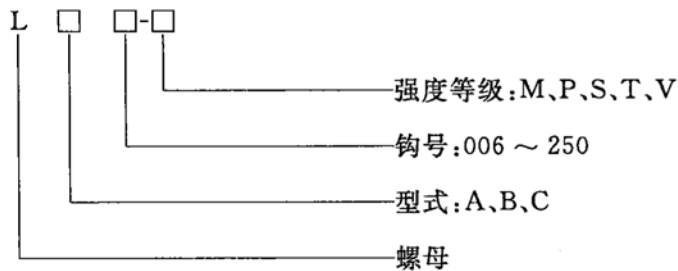 L □ □-□
强度等级:M、P、S、T、V
钩号:006 ～ 250
型式:A、B、C
螺母